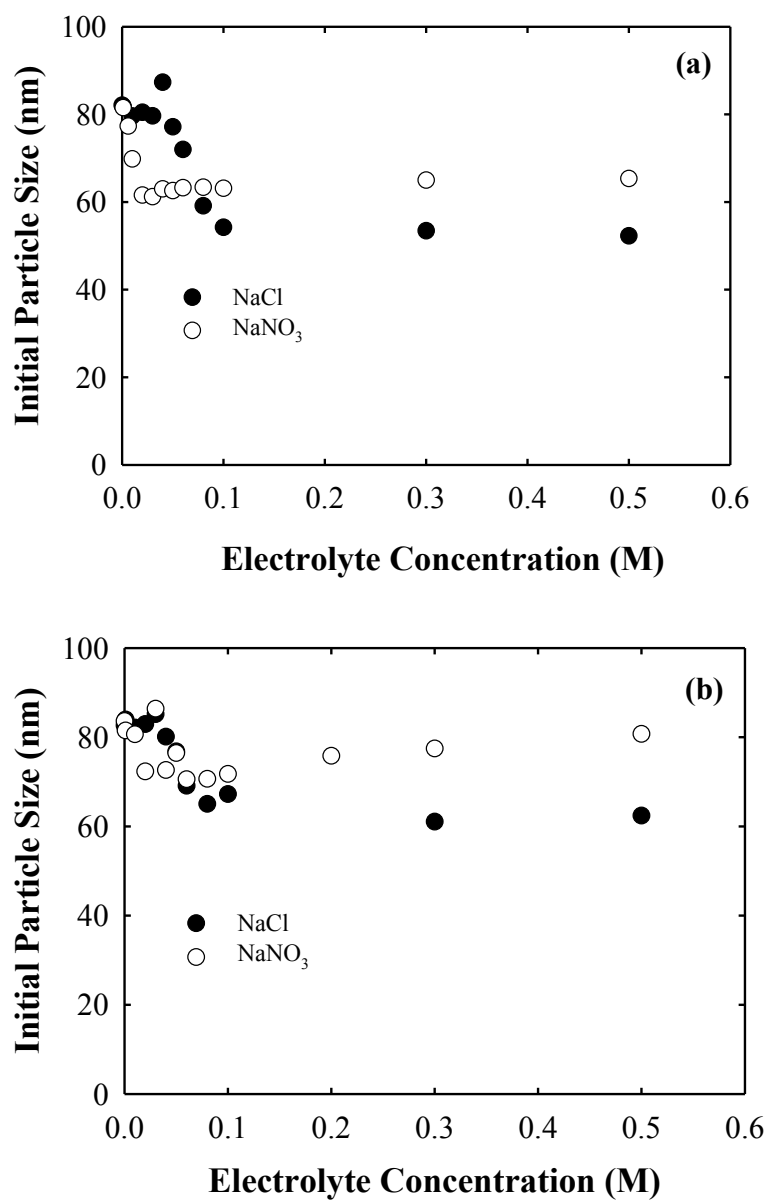 (a)
Initial Particle Size (nm)
100
80
60
40
20
0
NaCl
NaNO₃
0.0 0.1 0.2 0.3 0.4 0.5 0.6
Electrolyte Concentration (M)
(b)
Initial Particle Size (nm)
100
80
60
40
20
0
NaCl
NaNO₃
0.0 0.1 0.2 0.3 0.4 0.5 0.6
Electrolyte Concentration (M)